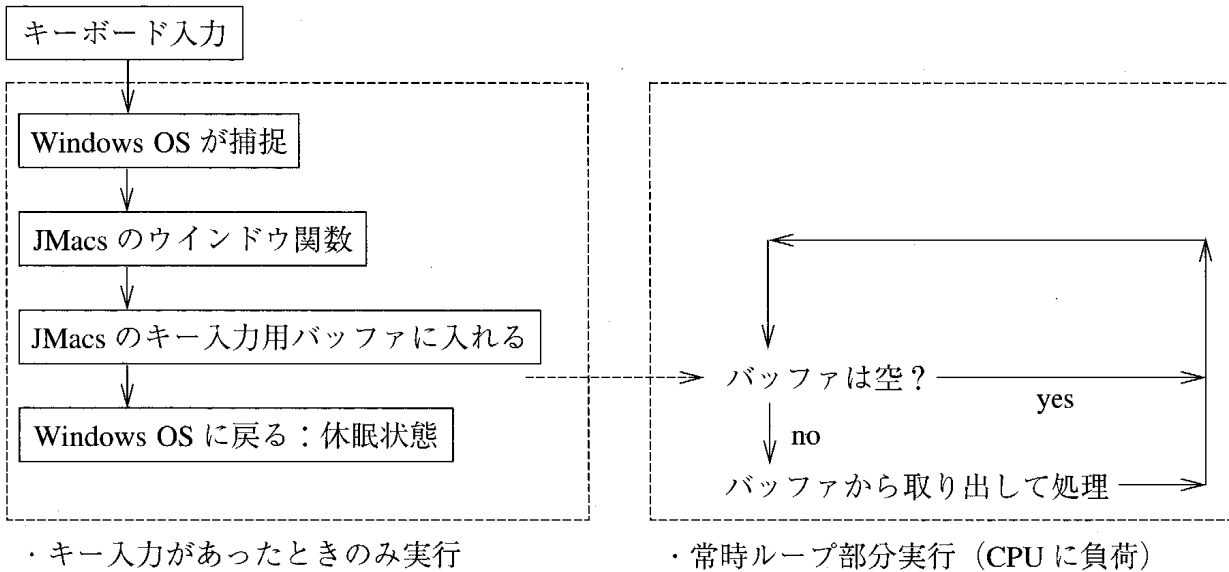 キーボード入力
Windows OS が捕捉
JMacs のウインドウ関数
JMacs のキー入力用バッファに入れる
Windows OS に戻る：休眠状態
・キー入力があったときのみ実行
バッファは空？
yes
no
バッファから取り出して処理
・常時ループ部分実行（CPU に負荷）